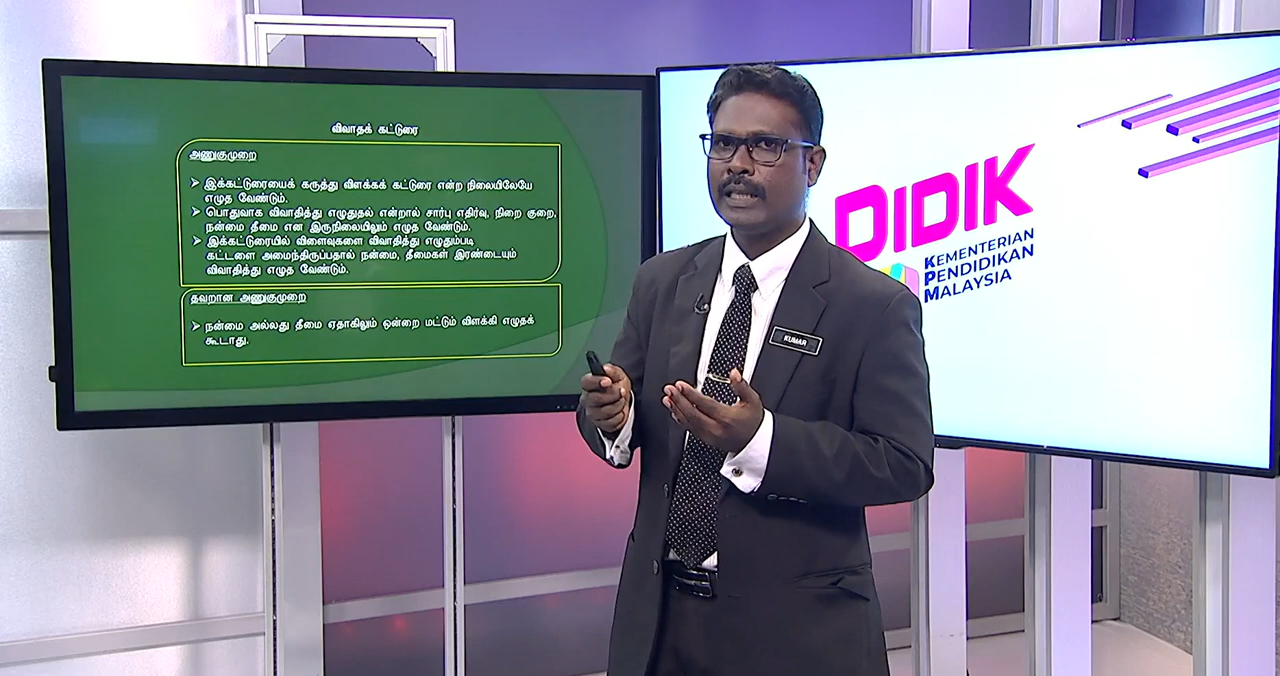 விவாதக் கட்டுரை
அணுகுமுறை
➢ இக்கட்டுரையைக் கருத்து விளக்கக் கட்டுரை என்ற நிலையிலேயே
எழுத வேண்டும்.
➢ பொதுவாக விவாதித்து எழுதுதல் என்றால் சார்பு எதிர்வு, நிறை குறை,
நன்மை தீமை என இருநிலையிலும் எழுத வேண்டும்.
➢ இக்கட்டுரையில் விளைவுகளை விவாதித்து எழுதும்படி
கட்டளை அமைந்திருப்பதால் நன்மை, தீமைகள் இரண்டையும்
விவாதித்து எழுத வேண்டும்.
தவறான அணுகுமுறை
➢ நன்மை அல்லது தீமை ஏதாகிலும் ஒன்றை மட்டும் விளக்கி எழுதக்
கூடாது.
DIDIK
KEMENTERIAN
PENDIDIKAN
MALAYSIA
KUMAR